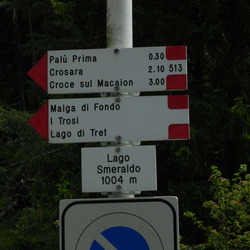 Palù Prima 0.30
Crosara 2.10 513
Croce sul Macaion 3.00
Malga di Fondo
I Trosi
Lago di Tret
Lago
Smeraldo
1004 m